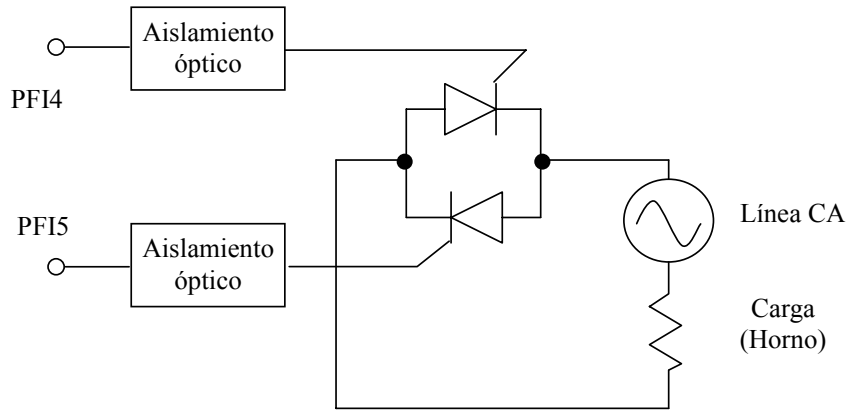 Aislamiento
óptico
PFI4
PFI5
Aislamiento
óptico
Línea CA
Carga
(Horno)